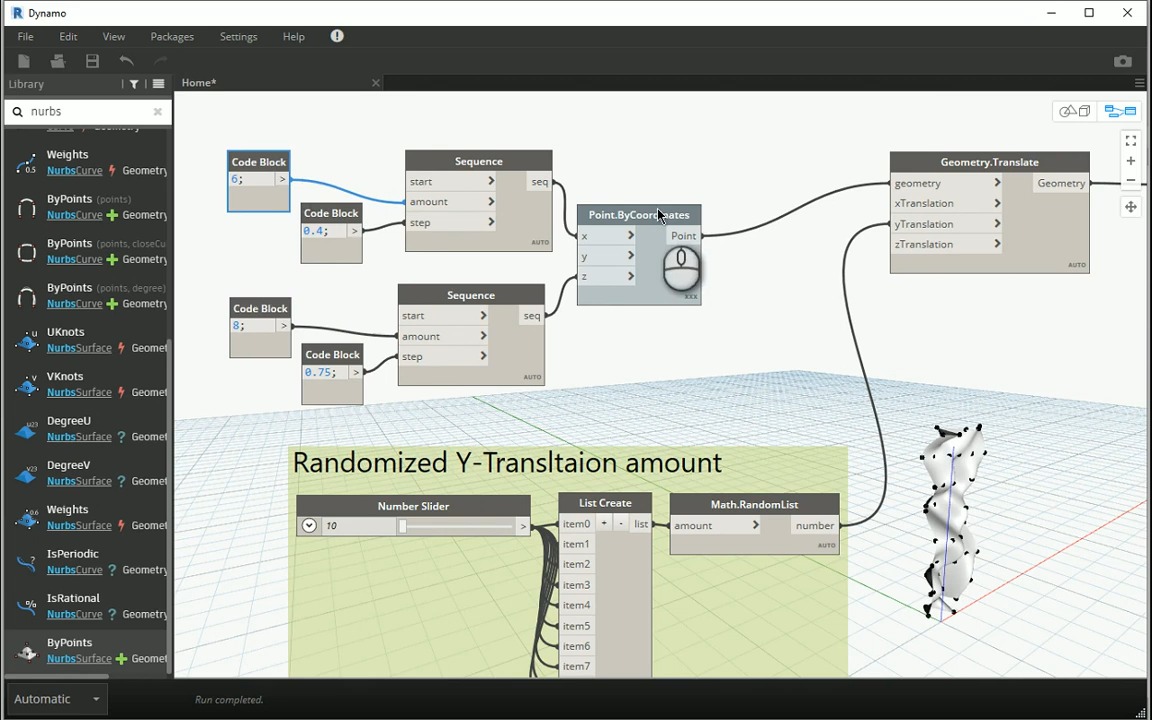 Dynamo
File Edit View Packages Settings Help
Library
Home*
nurbs
Curve Geometry
Weights
NurbsCurve Geometry
ByPoints (points)
NurbsCurve Geometry
ByPoints (points, closeCu
NurbsCurve Geometry
ByPoints (points, degree)
NurbsCurve Geometry
UKnots
NurbsSurface Geomet
VKnots
NurbsSurface Geomet
DegreeU
NurbsSurface ? Geomet
DegreeV
NurbsSurface ? Geomet
Weights
NurbsSurface Geomet
IsPeriodic
NurbsCurve ? Geometry
IsRational
NurbsCurve ? Geometry
ByPoints
NurbsSurface Geomet
Automatic
Run completed.
Code Block
6; >
Code Block
0.4; >
Sequence
start > seq
amount >
step >
AUTO
Code Block
8; >
Code Block
0.75; >
Sequence
start > seq
amount >
step >
AUTO
Point.ByCoordinates
x > Point
y >
z >
xxx
Geometry.Translate
geometry > Geometry
xTranslation >
yTranslation >
zTranslation >
AUTO
Randomized Y-Transltaion amount
Number Slider
10 >
List Create
item0 + - list
item1
item2
item3
item4
item5
item6
item7
Math.RandomList
amount > number
AUTO